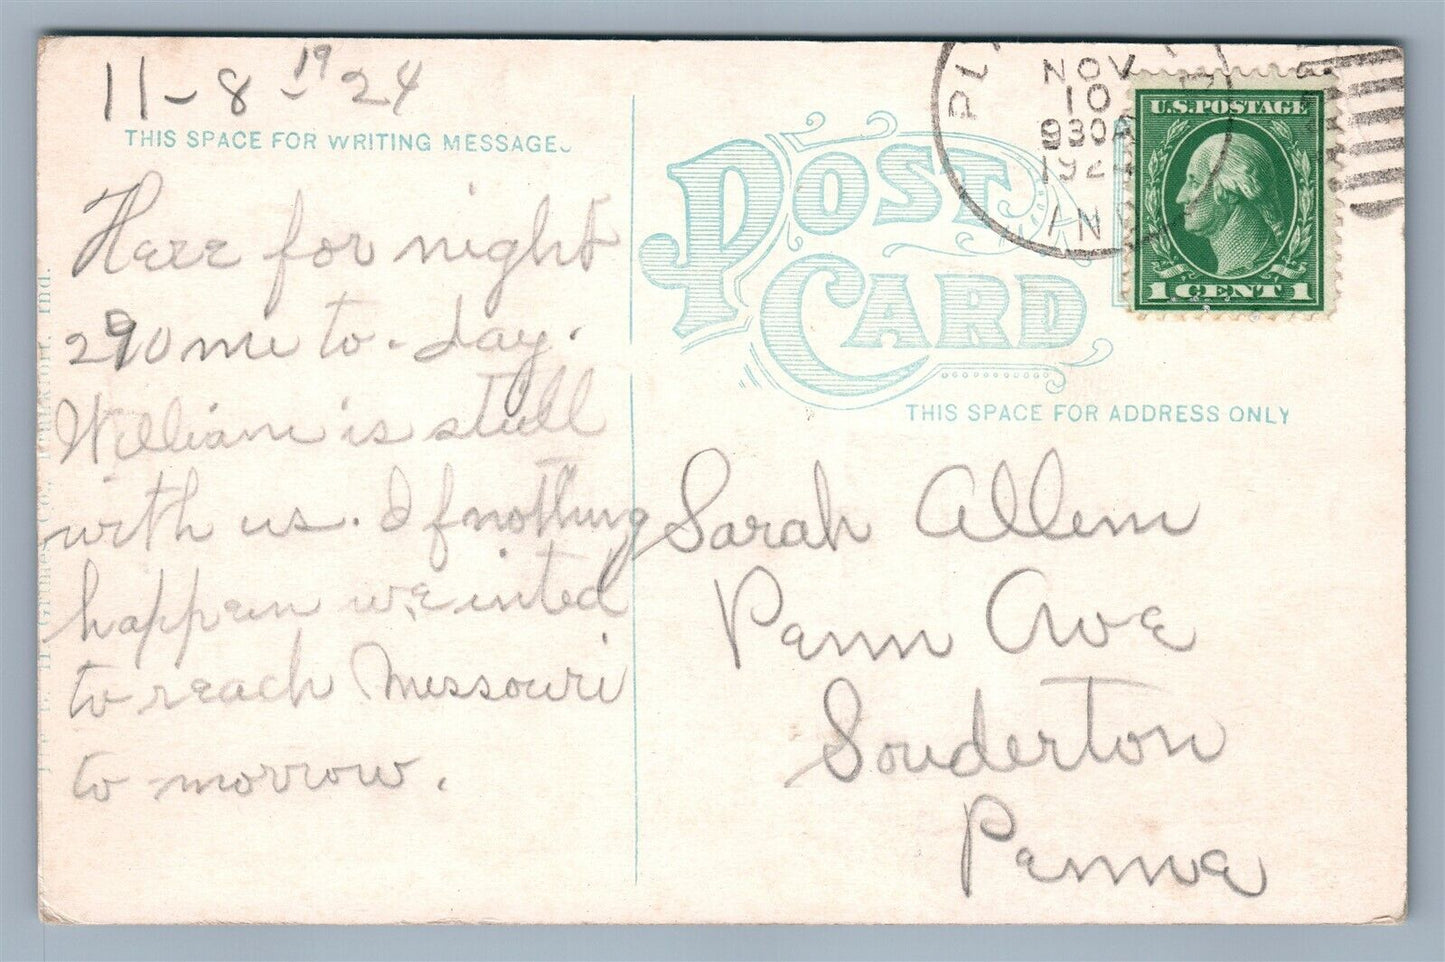 11-8-1924
THIS SPACE FOR WRITING MESSAGE.
Here for night
290 mi to-day.
William is still
with us. If nothing
happen we inted
to reach Missouri
to morrow.
Ind.
POST
CARD
NOV
10
930A
192
IN
U.S. POSTAGE
1 CENT 1
THIS SPACE FOR ADDRESS ONLY
Sarah Allem
Penn Ave
Souderton
Penna